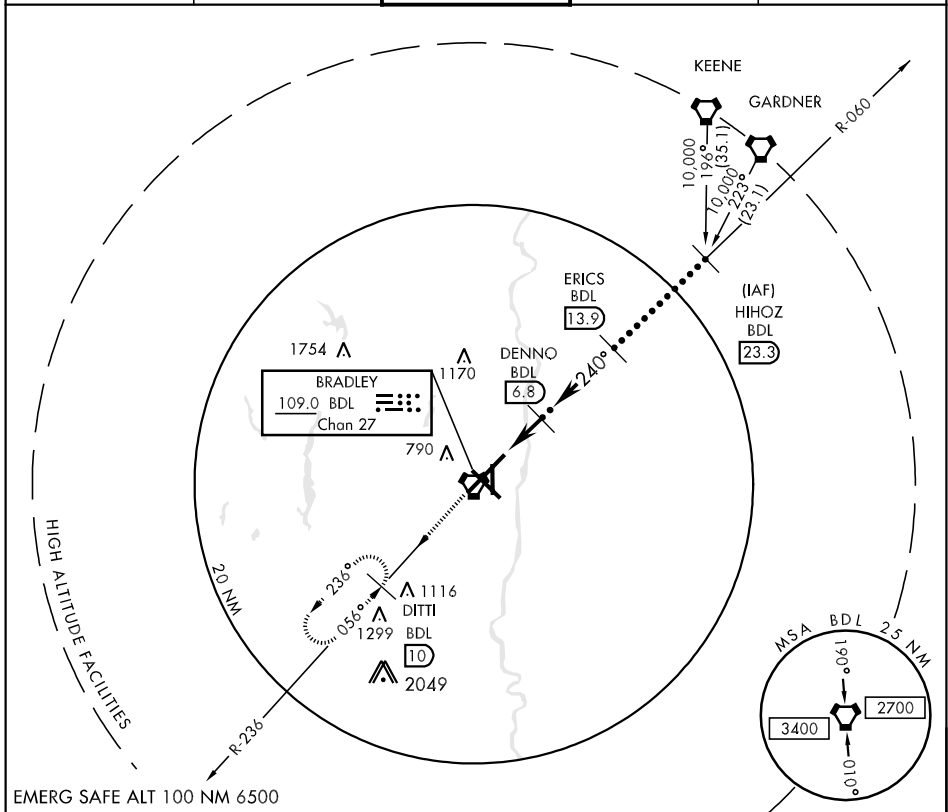 KEENE
GARDNER
R-060
10,000
196°
(35.1)
10,000
223°
(23.1)
ERICS
BDL
13.9
(IAF)
HIHOZ
BDL
23.3
1754
1170
DENNO
BDL
6.8
240°
BRADLEY
109.0 BDL
Chan 27
790
HIGH ALTITUDE FACILITIES
20 NM
236°
056°
1116
DITTI
1299
BDL
10
2049
R-236
MSA BDL 25 NM
190°
2700
3400
010°
EMERG SAFE ALT 100 NM 6500